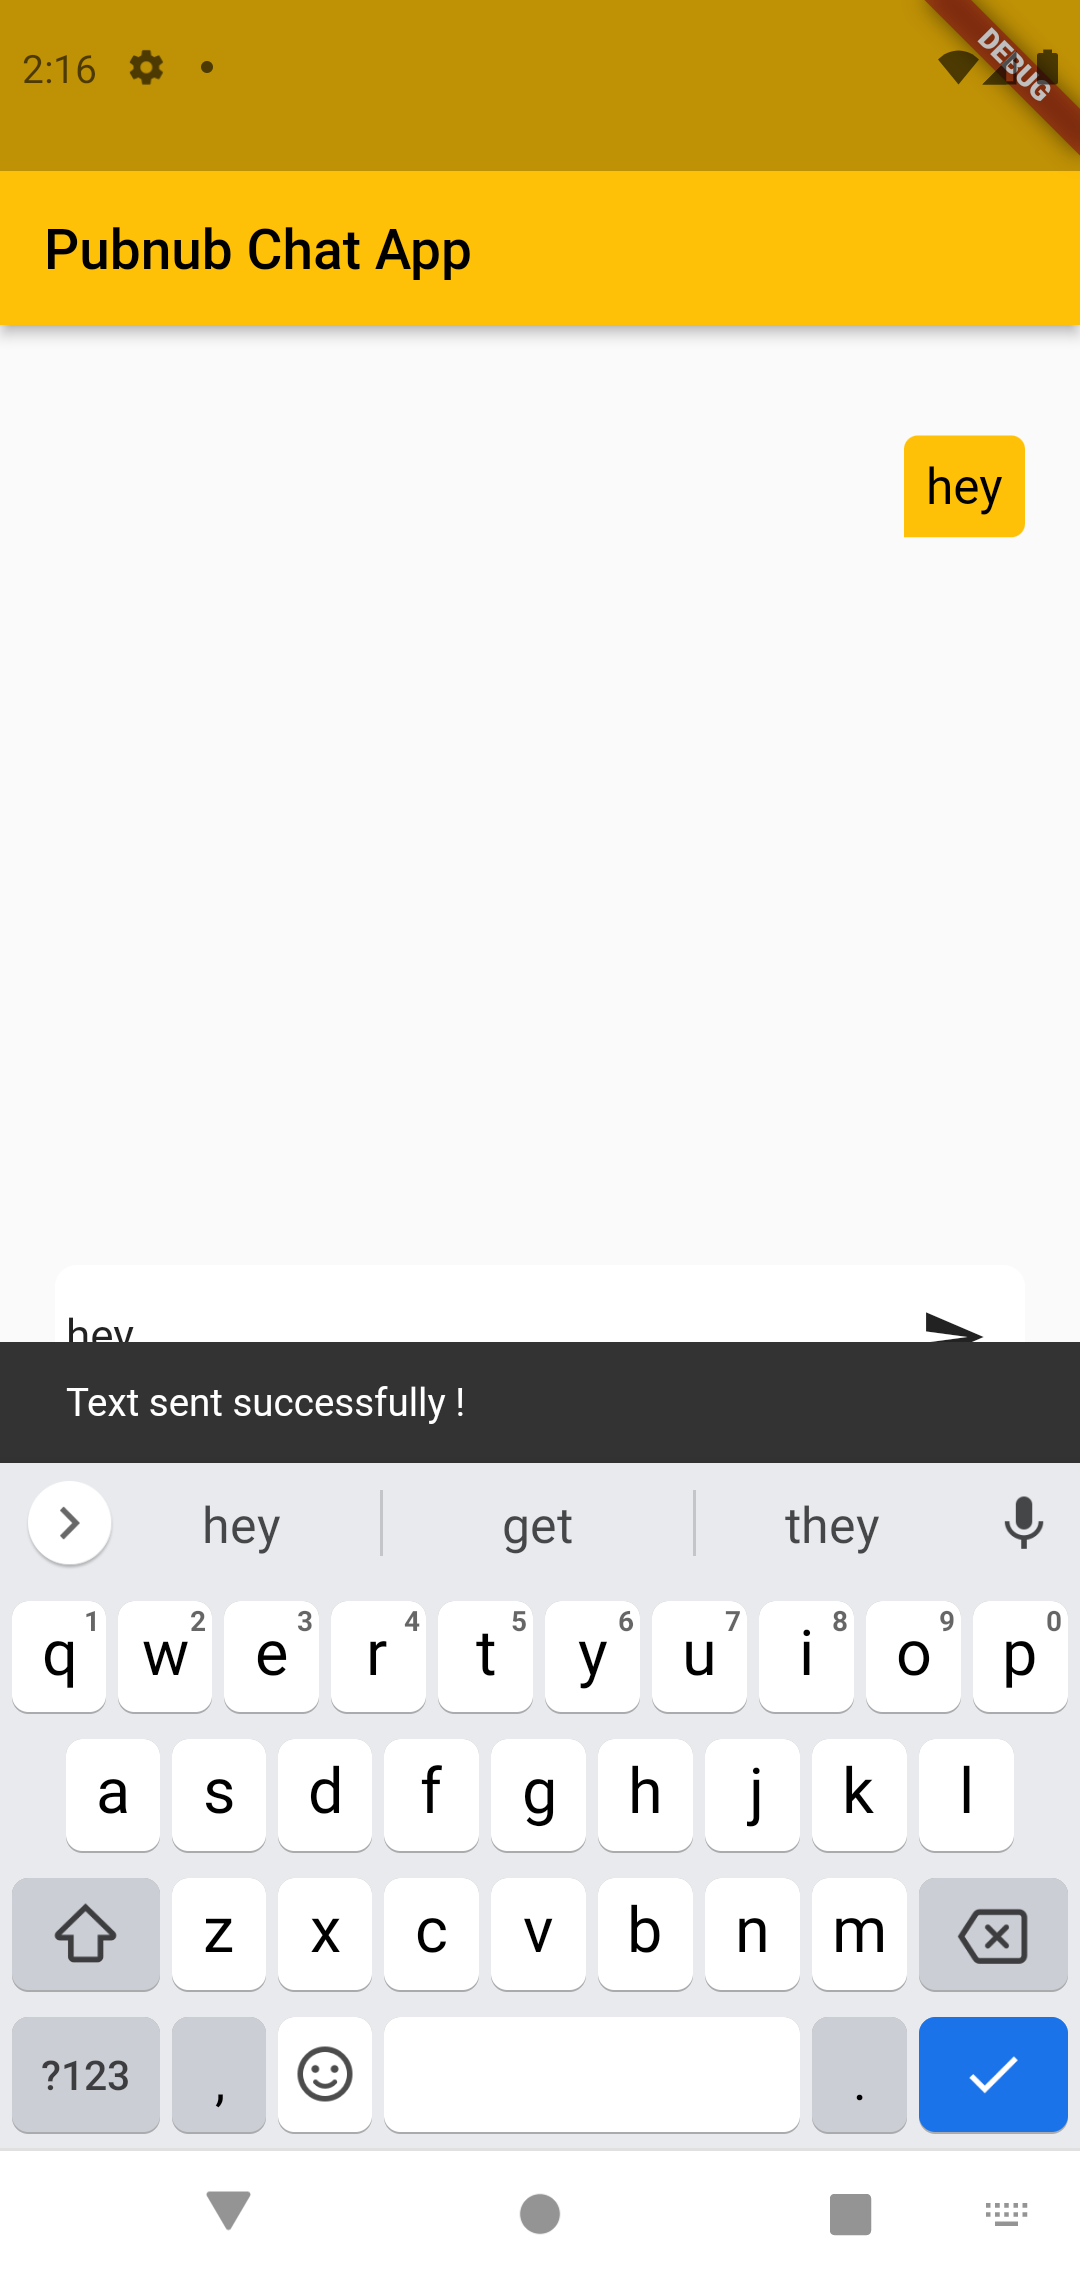 2:16
DEBUG
Pubnub Chat App
hey
hey
Text sent successfully !
hey get they
q 1 w 2 e 3 r 4 t 5 y 6 u 7 i 8 o 9 p 0
a s d f g h j k l
z x c v b n m
?123 , .